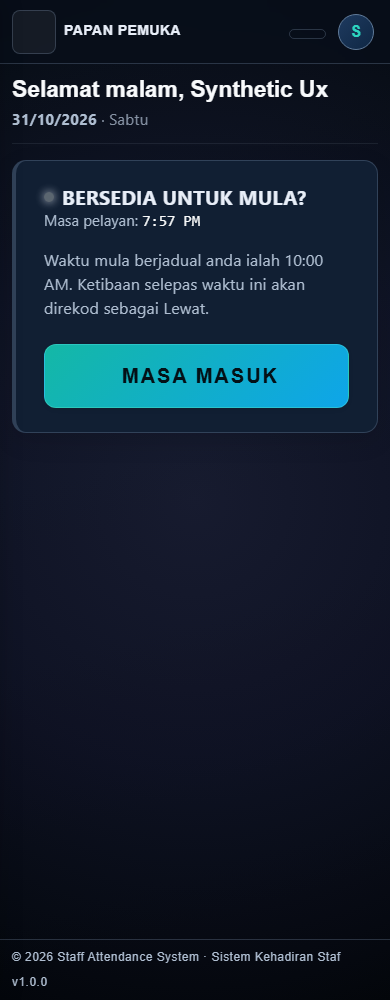 PAPAN PEMUKA
S
Selamat malam, Synthetic Ux
31/10/2026 · Sabtu
BERSEDIA UNTUK MULA?
Masa pelayan: 7:57 PM
Waktu mula berjadual anda ialah 10:00
AM. Ketibaan selepas waktu ini akan
direkod sebagai Lewat.
MASA MASUK
© 2026 Staff Attendance System · Sistem Kehadiran Staf
v1.0.0